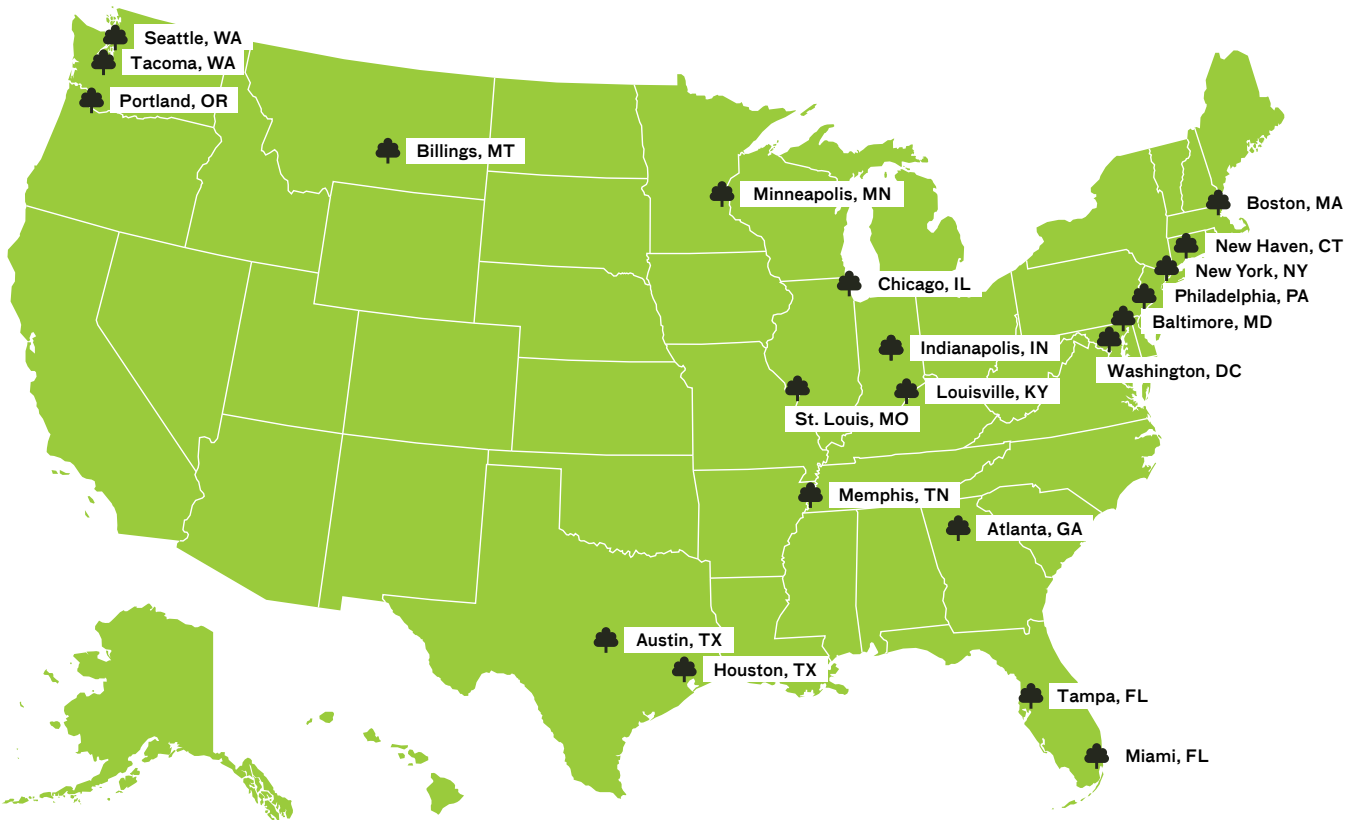 Seattle, WA
Tacoma, WA
Portland, OR
Billings, MT
Minneapolis, MN
Boston, MA
New Haven, CT
New York, NY
Chicago, IL
Philadelphia, PA
Baltimore, MD
Indianapolis, IN
Washington, DC
Louisville, KY
St. Louis, MO
Memphis, TN
Atlanta, GA
Austin, TX
Houston, TX
Tampa, FL
Miami, FL